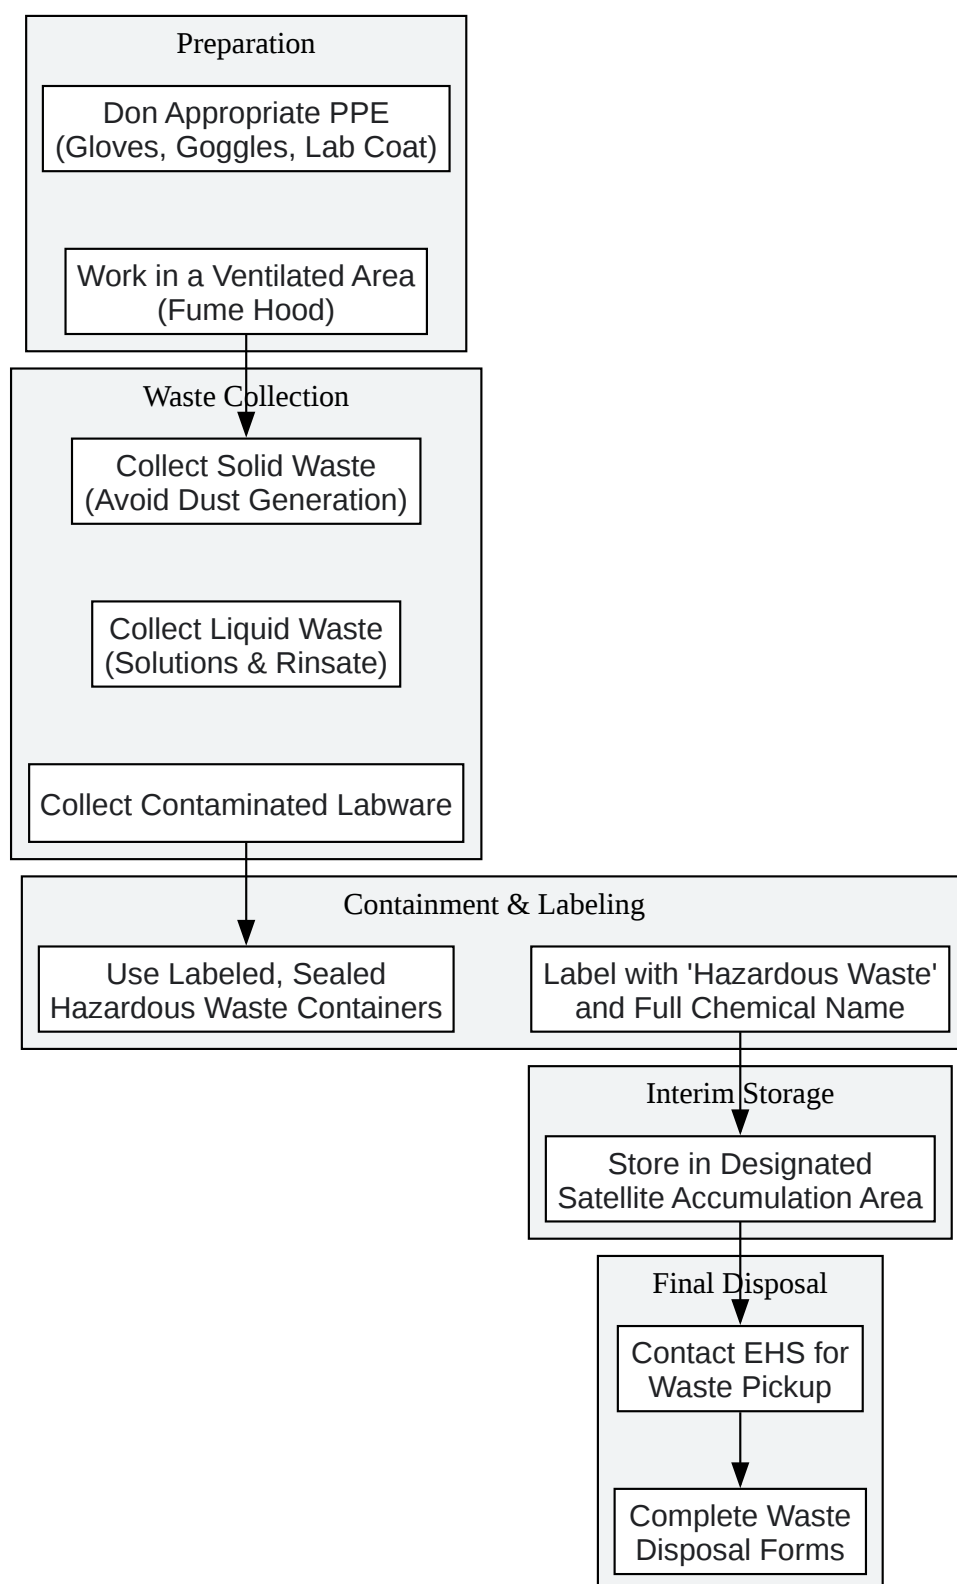 Preparation
Don Appropriate PPE
(Gloves, Goggles, Lab Coat)
Work in a Ventilated Area
(Fume Hood)
Waste Collection
Collect Solid Waste
(Avoid Dust Generation)
Collect Liquid Waste
(Solutions & Rinsate)
Collect Contaminated Labware
Containment & Labeling
Use Labeled, Sealed
Hazardous Waste Containers
Label with 'Hazardous Waste'
and Full Chemical Name
Interim Storage
Store in Designated
Satellite Accumulation Area
Final Disposal
Contact EHS for
Waste Pickup
Complete Waste
Disposal Forms